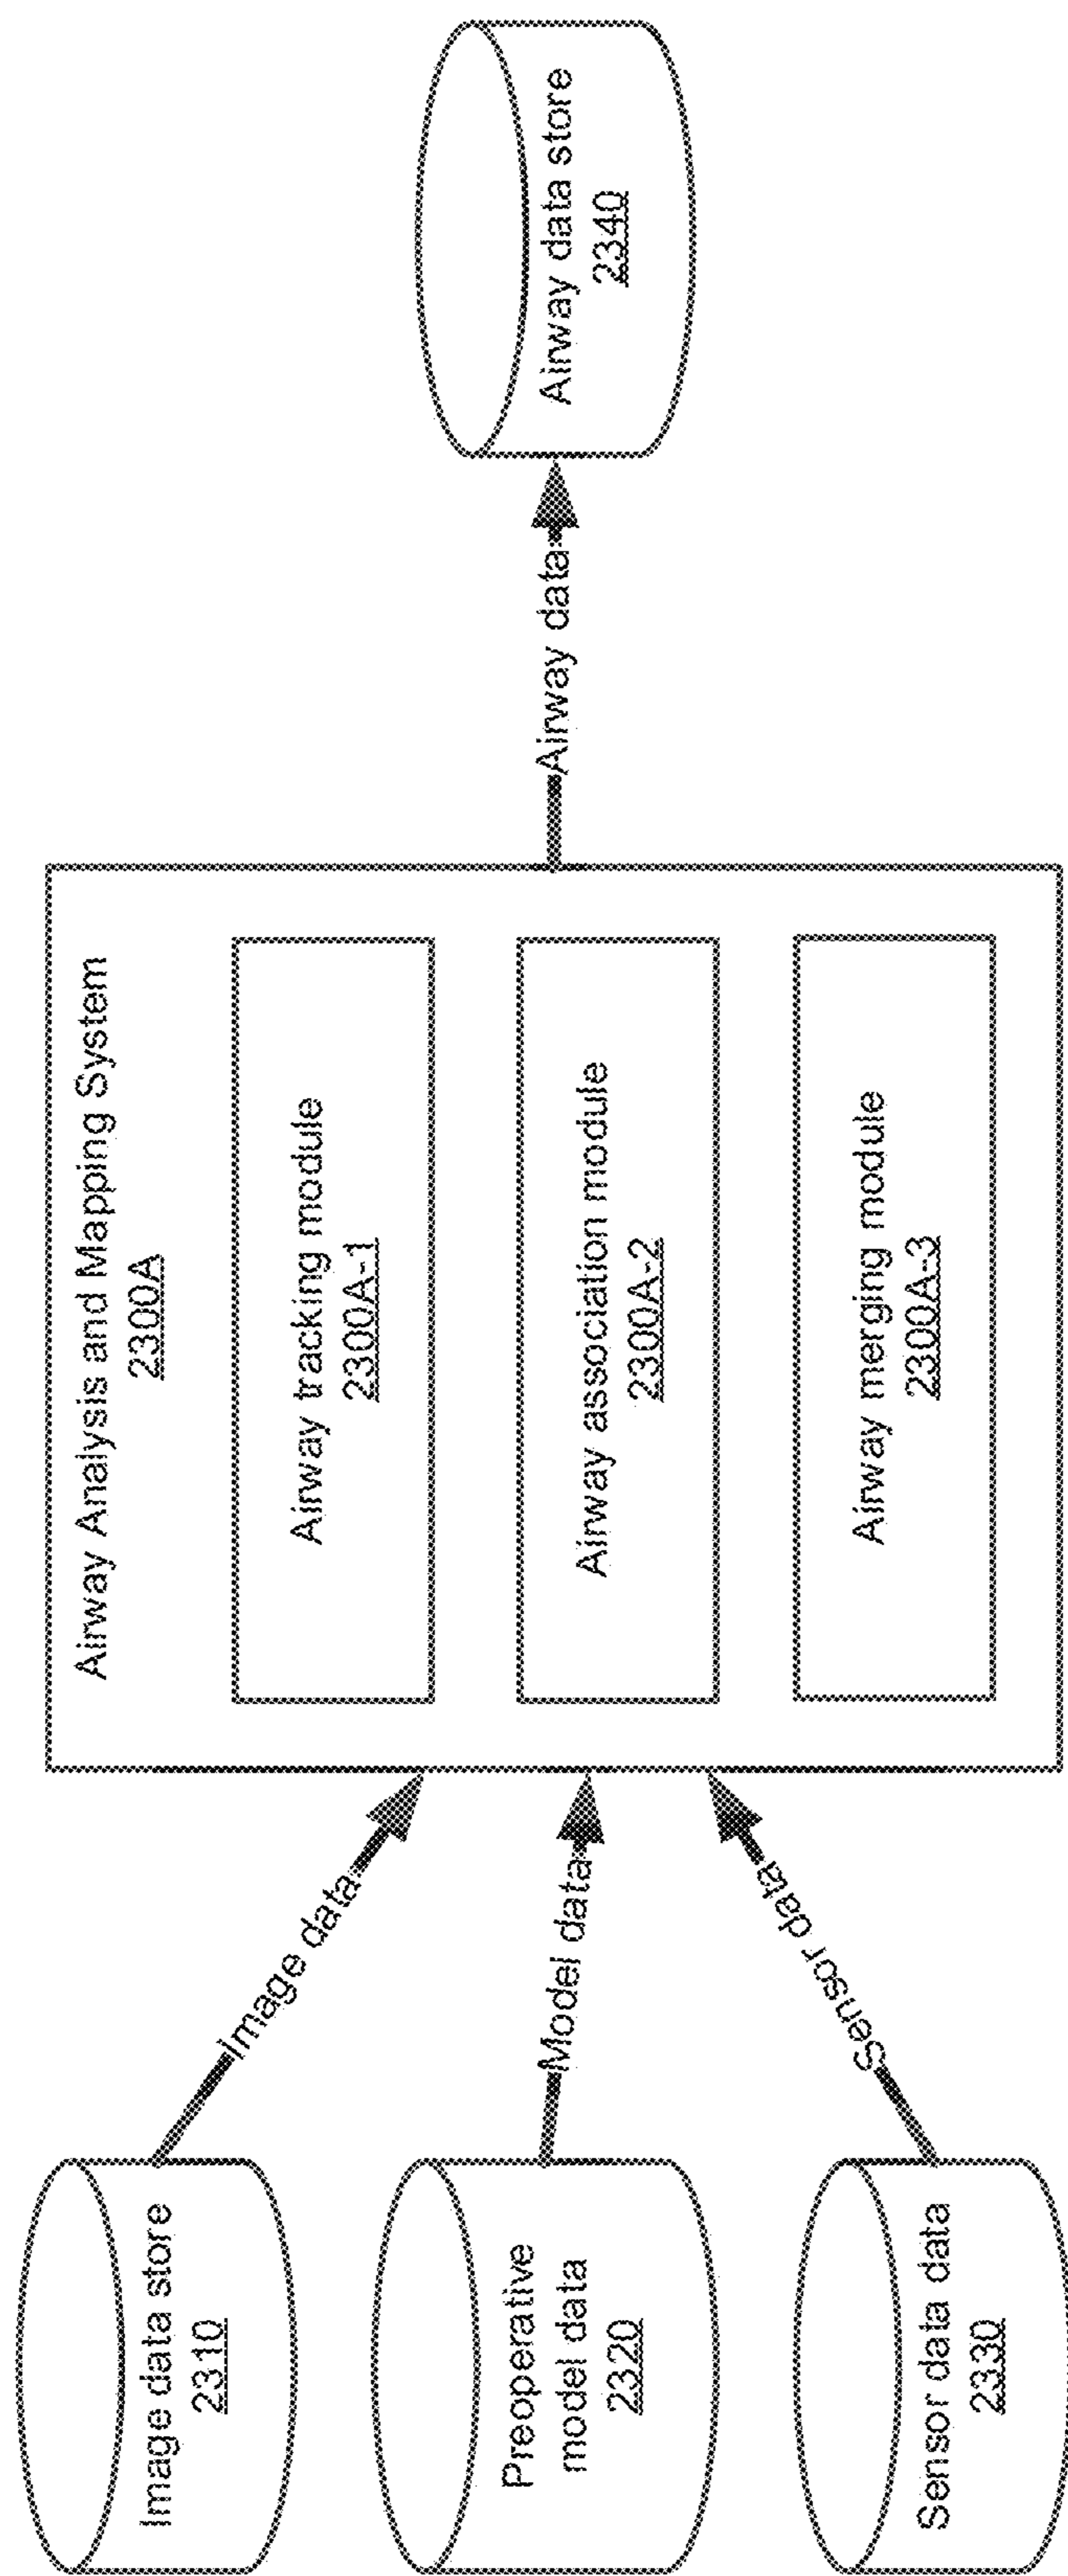 Image data store
2310
Preoperative
model data
2320
Sensor data data
2330
Image data
Model data
Sensor data
Airway Analysis and Mapping System
2300A
Airway tracking module
2300A-1
Airway association module
2300A-2
Airway merging module
2300A-3
Airway data
Airway data store
2340